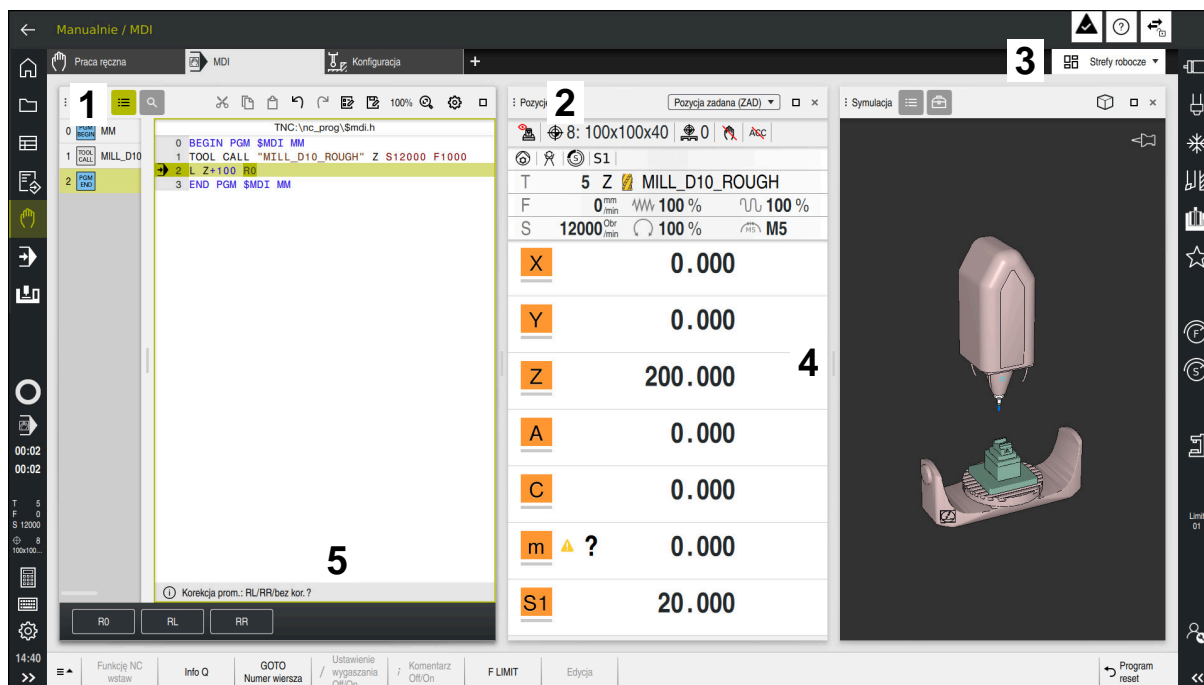 Manualnie / MDI
Praca ręczna
MDI
Konfiguracja
+
3
Strefy robocze
1
100%
0 PGM BEGIN MM
1 TOOL CALL MILL_D10
2 PGM END
TNC:\nc_prog\$mdi.h
0 BEGIN PGM $MDI MM
1 TOOL CALL "MILL_D10_ROUGH" Z S12000 F1000
2 L Z+100 R0
3 END PGM $MDI MM
5
Korekcja prom.: RL/RR/bez kor.?
R0
RL
RR
Pozycje
2
Pozycja zadana (ZAD)
8: 100x100x40
0
ACC
S1
T 5 Z MILL_D10_ROUGH
F 0 mm/min 100 % 100 %
S 12000 Obr/min 100 % M5
X 0.000
Y 0.000
Z 200.000
4
A 0.000
C 0.000
m ? 0.000
S1 20.000
Symulacja
00:02
00:02
T 5
F 0
S 12000
8
100x100...
14:40
F
S
Limit
01
Funkcję NC
wstaw
Info Q
GOTO
Numer wiersza
/ Ustawienie
wygaszania
Off/On
; Komentarz
Off/On
F LIMIT
Edycja
Program
reset